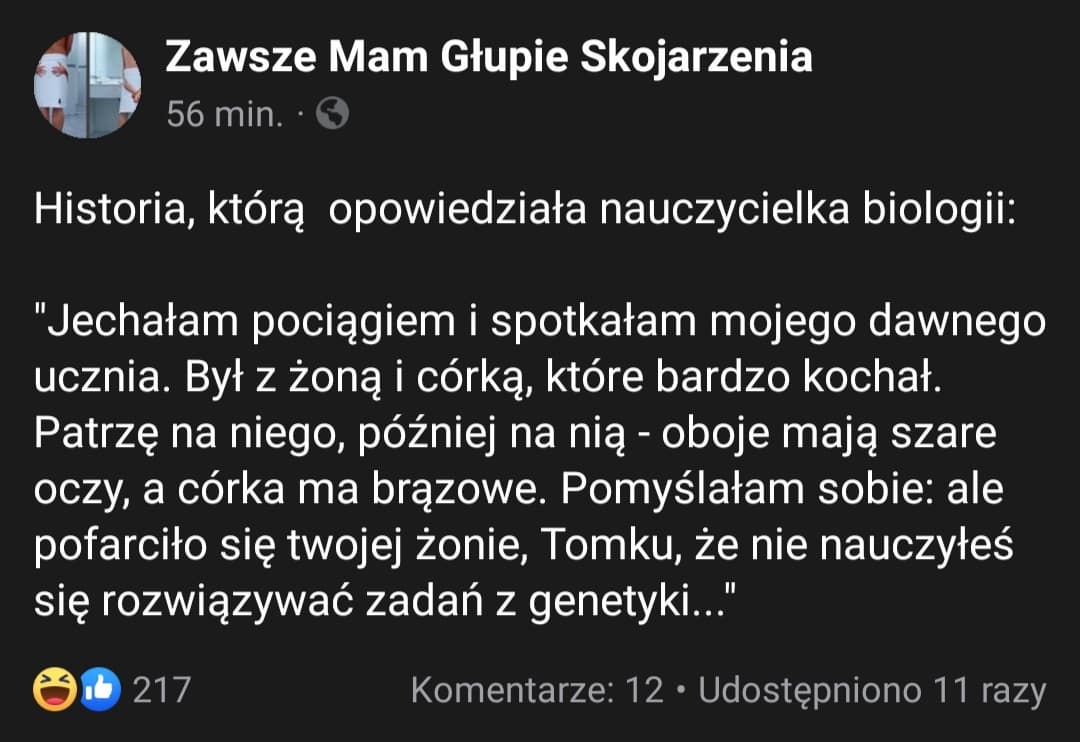 Zawsze Mam Głupie Skojarzenia
56 min. ·
Historia, którą  opowiedziała nauczycielka biologii:
"Jechałam pociągiem i spotkałam mojego dawnego
ucznia. Był z żoną i córką, które bardzo kochał.
Patrzę na niego, później na nią - oboje mają szare
oczy, a córka ma brązowe. Pomyślałam sobie: ale
pofarciło się twojej żonie, Tomku, że nie nauczyłeś
się rozwiązywać zadań z genetyki..."
217 Komentarze: 12 • Udostępniono 11 razy